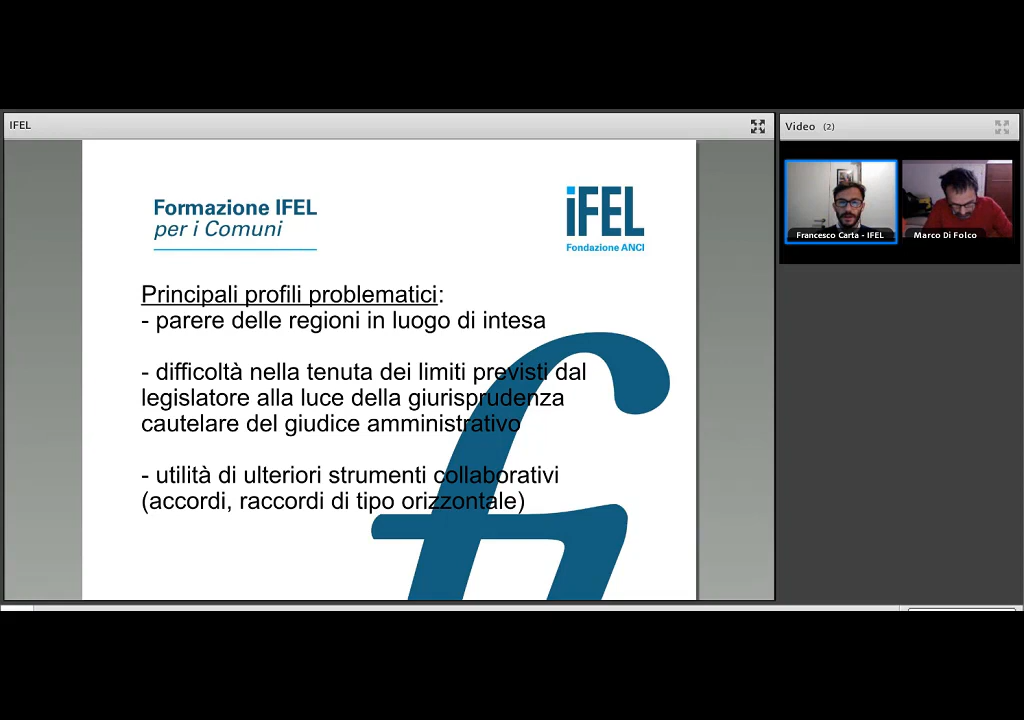 IFEL
Video (2)
Formazione IFEL
per i Comuni
iFEL
Fondazione ANCI
Francesco Carta - IFEL
Marco Di Folco
Principali profili problematici:
- parere delle regioni in luogo di intesa
- difficoltà nella tenuta dei limiti previsti dal
legislatore alla luce della giurisprudenza
cautelare del giudice amministrativo
- utilità di ulteriori strumenti collaborativi
(accordi, raccordi di tipo orizzontale)